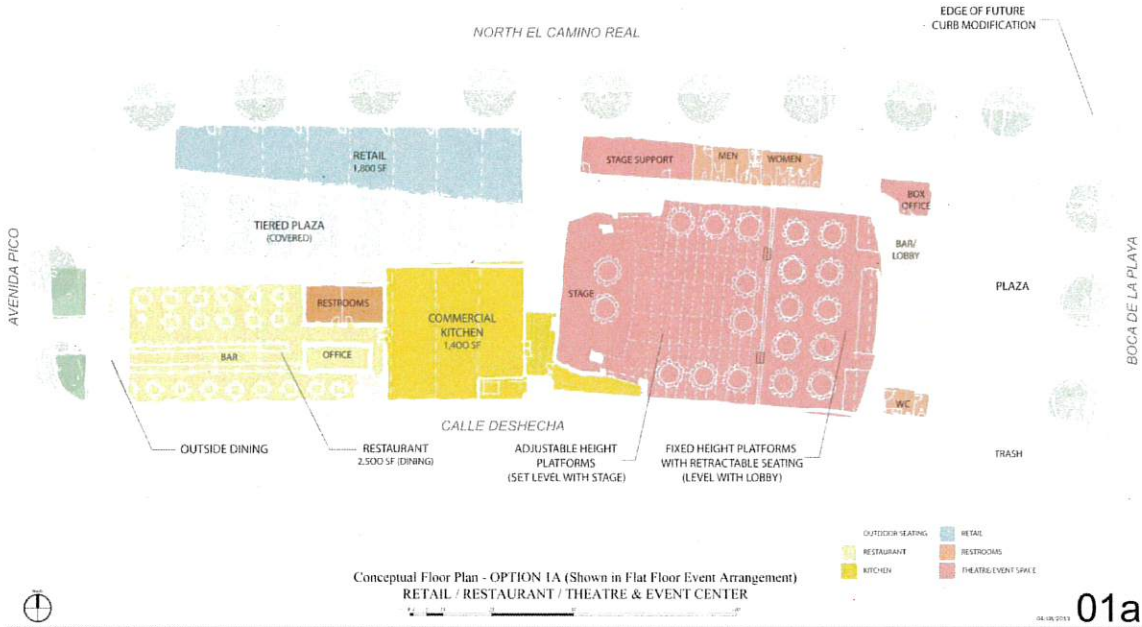 EDGE OF FUTURE
CURB MODIFICATION
NORTH EL CAMINO REAL
RETAIL
1,800 SF
STAGE SUPPORT
MEN
WOMEN
BOX
OFFICE
TIERED PLAZA
(COVERED)
BAR/
LOBBY
AVENIDA PICO
STAGE
PLAZA
BOCA DE LA PLAYA
RESTROOMS
COMMERCIAL
KITCHEN
1,400 SF
BAR
OFFICE
WC
CALLE DESHECHA
OUTSIDE DINING
RESTAURANT
2,500 SF (DINING)
ADJUSTABLE HEIGHT
PLATFORMS
(SET LEVEL WITH STAGE)
FIXED HEIGHT PLATFORMS
WITH RETRACTABLE SEATING
(LEVEL WITH LOBBY)
TRASH
OUTDOOR SEATING
RETAIL
RESTAURANT
RESTROOMS
KITCHEN
THEATRE/EVENT SPACE
Conceptual Floor Plan - OPTION 1A (Shown in Flat Floor Event Arrangement)
RETAIL / RESTAURANT / THEATRE & EVENT CENTER
01a